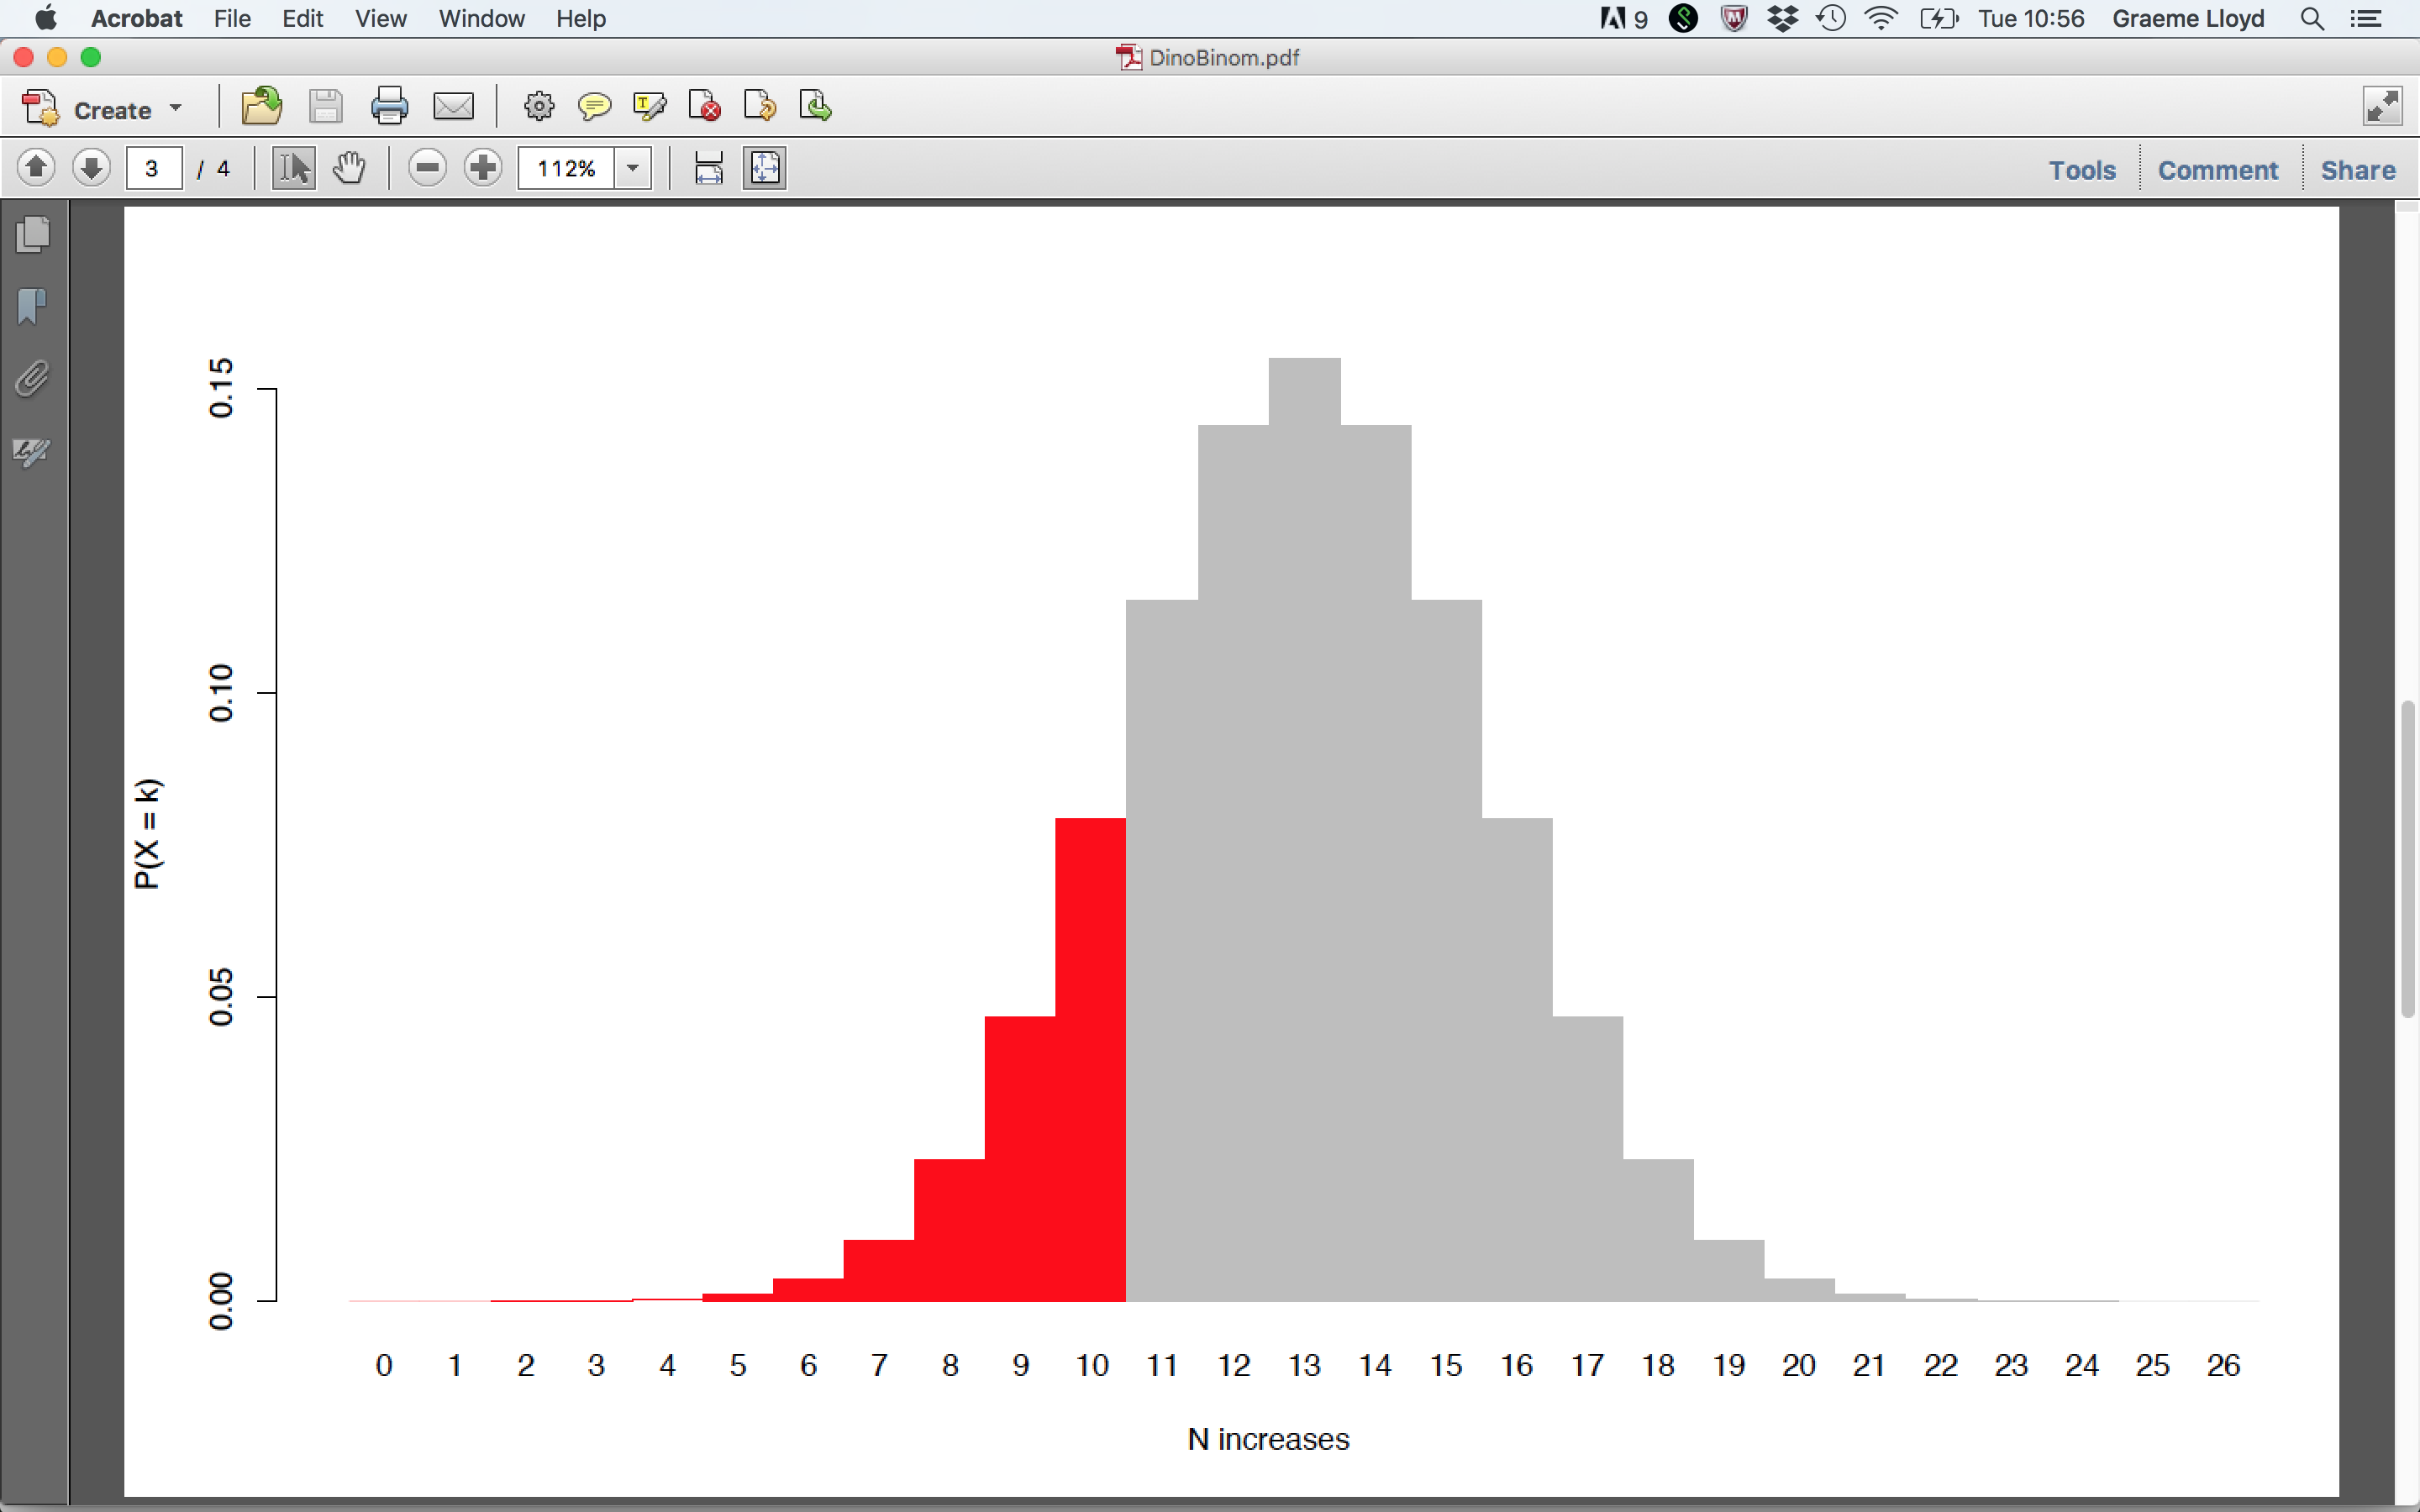 Acrobat File Edit View Window Help 9 Tue 10:56 Graeme Lloyd
DinoBinom.pdf
Create
3 / 4 112% Tools Comment Share
0.15
0.10
0.05
0.00
P(X = k)
0 1 2 3 4 5 6 7 8 9 10 11 12 13 14 15 16 17 18 19 20 21 22 23 24 25 26
N increases